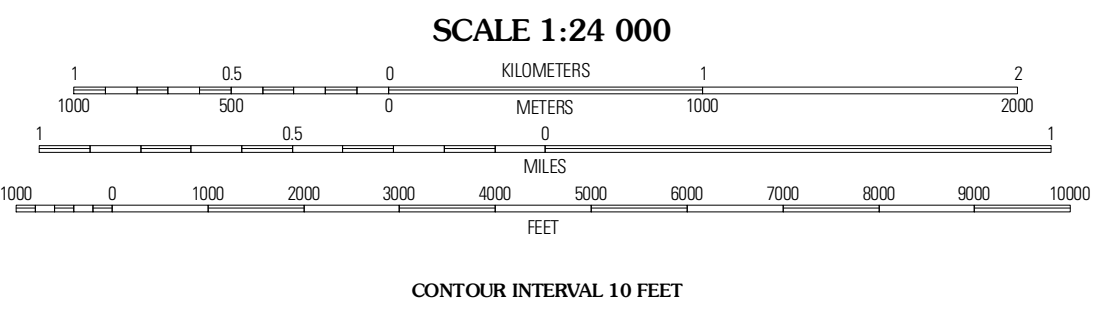 SCALE 1:24 000
1 0.5 0 KILOMETERS 1 2
1000 500 0 METERS 1000 2000
1 0.5 0 1
MILES
1000 0 1000 2000 3000 4000 5000 6000 7000 8000 9000 10000
FEET
CONTOUR INTERVAL 10 FEET